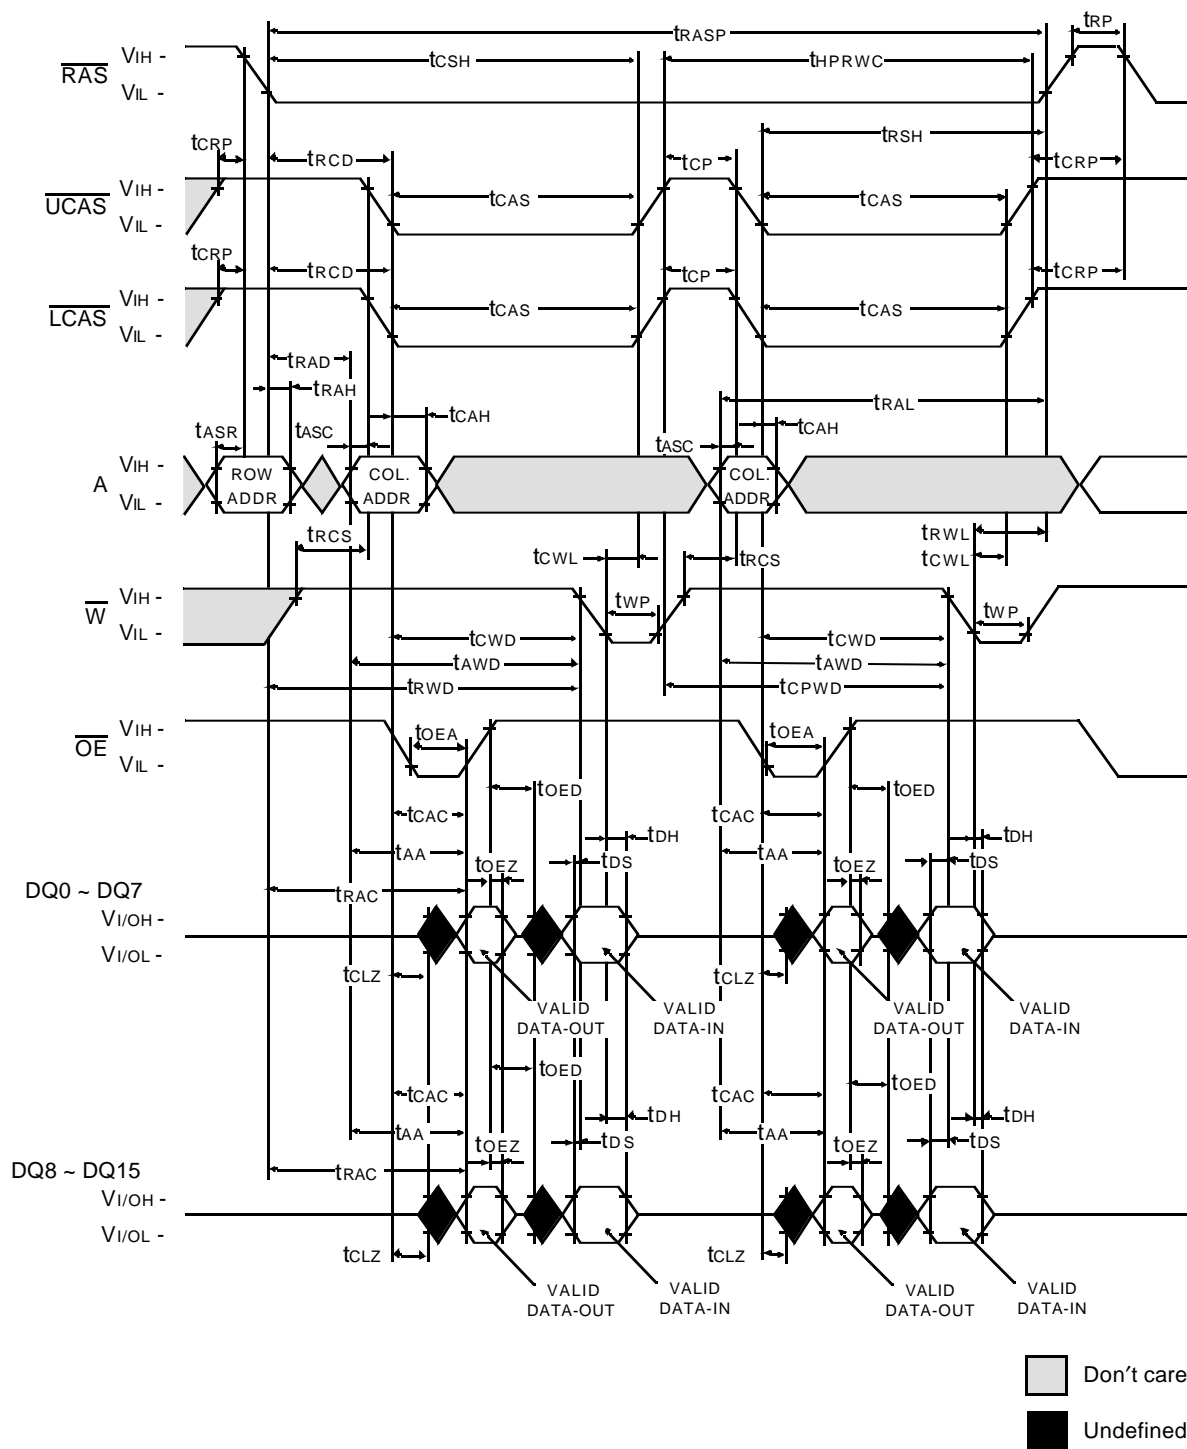 tRP
tRASP
RAS
VIH -
VIL -
tCSH
tHPRWC
tRSH
tCRP
tRCD
tCP
tCRP
UCAS
VIH -
VIL -
tCAS
tCAS
tCRP
tRCD
tCP
tCRP
LCAS
VIH -
VIL -
tCAS
tCAS
tRAD
tRAH
tRAL
tCAH
tCAH
tASR
tASC
tASC
A
VIH -
VIL -
ROW
ADDR
COL.
ADDR
COL.
ADDR
tRCS
tRWL
tCWL
tRCS
tCWL
W
VIH -
VIL -
tWP
tWP
tCWD
tCWD
tAWD
tAWD
tRWD
tCPWD
OE
VIH -
VIL -
tOEA
tOEA
tOED
tOED
tCAC
tCAC
tDH
tDH
tAA
tAA
tDS
tDS
tOEZ
tOEZ
tRAC
DQ0 ~ DQ7
VI/OH -
VI/OL -
tCLZ
tCLZ
VALID
DATA-OUT
VALID
DATA-IN
VALID
DATA-OUT
VALID
DATA-IN
tOED
tOED
tCAC
tCAC
tDH
tDH
tAA
tAA
tDS
tDS
tOEZ
tOEZ
tRAC
DQ8 ~ DQ15
VI/OH -
VI/OL -
tCLZ
tCLZ
VALID
DATA-OUT
VALID
DATA-IN
VALID
DATA-OUT
VALID
DATA-IN
Don′t care
Undefined